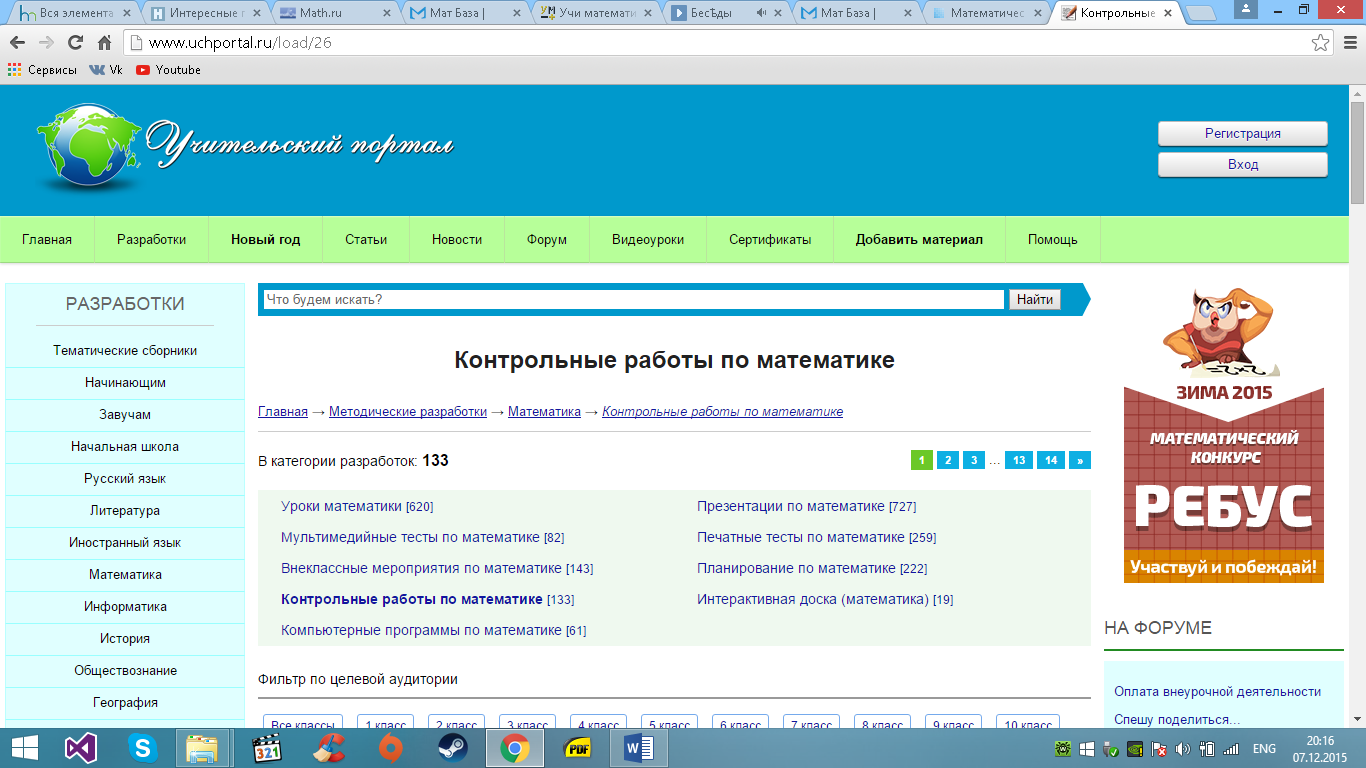 Вся элемента
Интересные
Math.ru
Мат База |
Учи математи
БесѢды
Мат База |
Математичес
Контрольные
www.uchportal.ru/load/26
Сервисы Vk Youtube
Учительский портал
Регистрация
Вход
Главная Разработки Новый год Статьи Новости Форум Видеоуроки Сертификаты Добавить материал Помощь
РАЗРАБОТКИ
Тематические сборники
Начинающим
Завучам
Начальная школа
Русский язык
Литература
Иностранный язык
Математика
Информатика
История
Обществознание
География
Что будем искать? Найти
Контрольные работы по математике
Главная → Методические разработки → Математика → Контрольные работы по математике
В категории разработок: 133
1 2 3 ... 13 14 »
Уроки математики [620]
Презентации по математике [727]
Мультимедийные тесты по математике [82]
Печатные тесты по математике [259]
Внеклассные мероприятия по математике [143]
Планирование по математике [222]
Контрольные работы по математике [133]
Интерактивная доска (математика) [19]
Компьютерные программы по математике [61]
Фильтр по целевой аудитории
Все классы 1 класс 2 класс 3 класс 4 класс 5 класс 6 класс 7 класс 8 класс 9 класс 10 класс
ЗИМА 2015
МАТЕМАТИЧЕСКИЙ
КОНКУРС
РЕБУС
Участвуй и побеждай!
НА ФОРУМЕ
Оплата внеурочной деятельности
Спешу поделиться...
321
PDF
ENG
20:16
07.12.2015